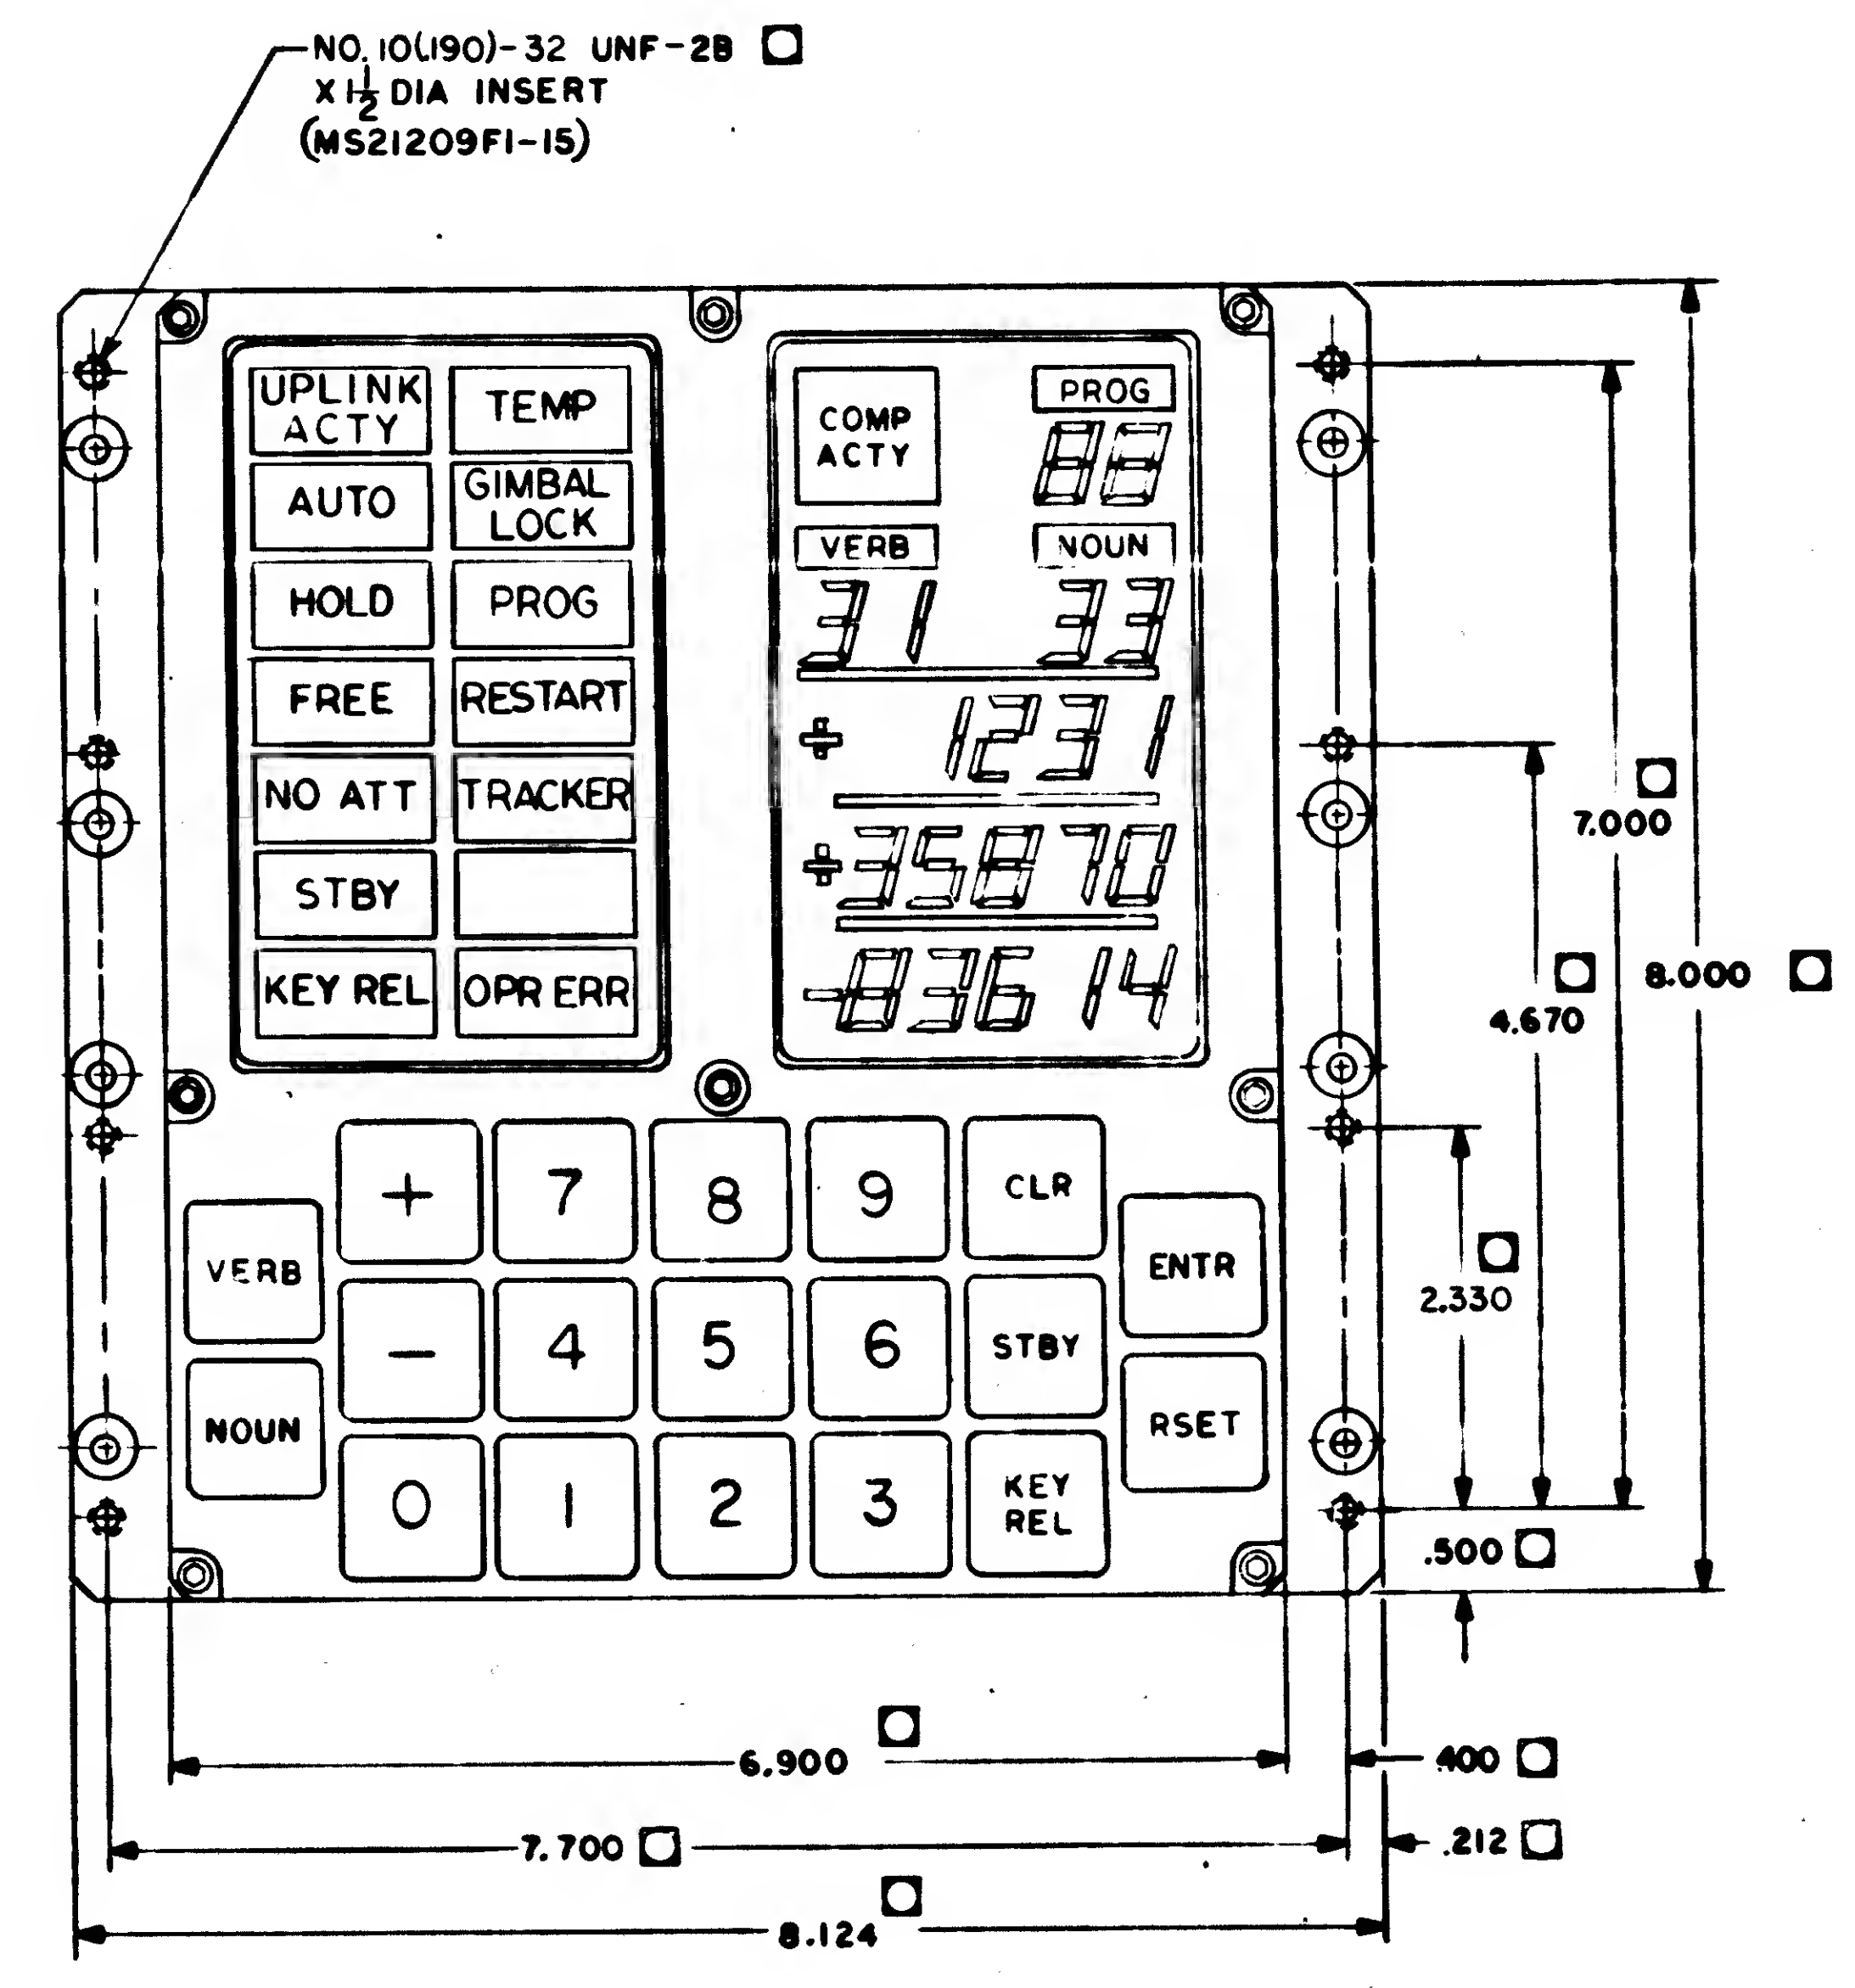 NO. 10(.190)-32 UNF-2B
X 1 1/2 DIA INSERT
(MS21209F1-15)
UPLINK
ACTY
TEMP
AUTO
GIMBAL
LOCK
HOLD
PROG
FREE
RESTART
NO ATT
TRACKER
STBY
KEY REL
OPR ERR
COMP
ACTY
PROG
88
VERB
NOUN
31
33
+ 1231
+35870
-83614
+
7
8
9
CLR
VERB
ENTR
-
4
5
6
STBY
NOUN
RSET
0
1
2
3
KEY
REL
7.000
8.000
4.670
2.330
.500
6.900
.400
7.700
.212
8.124